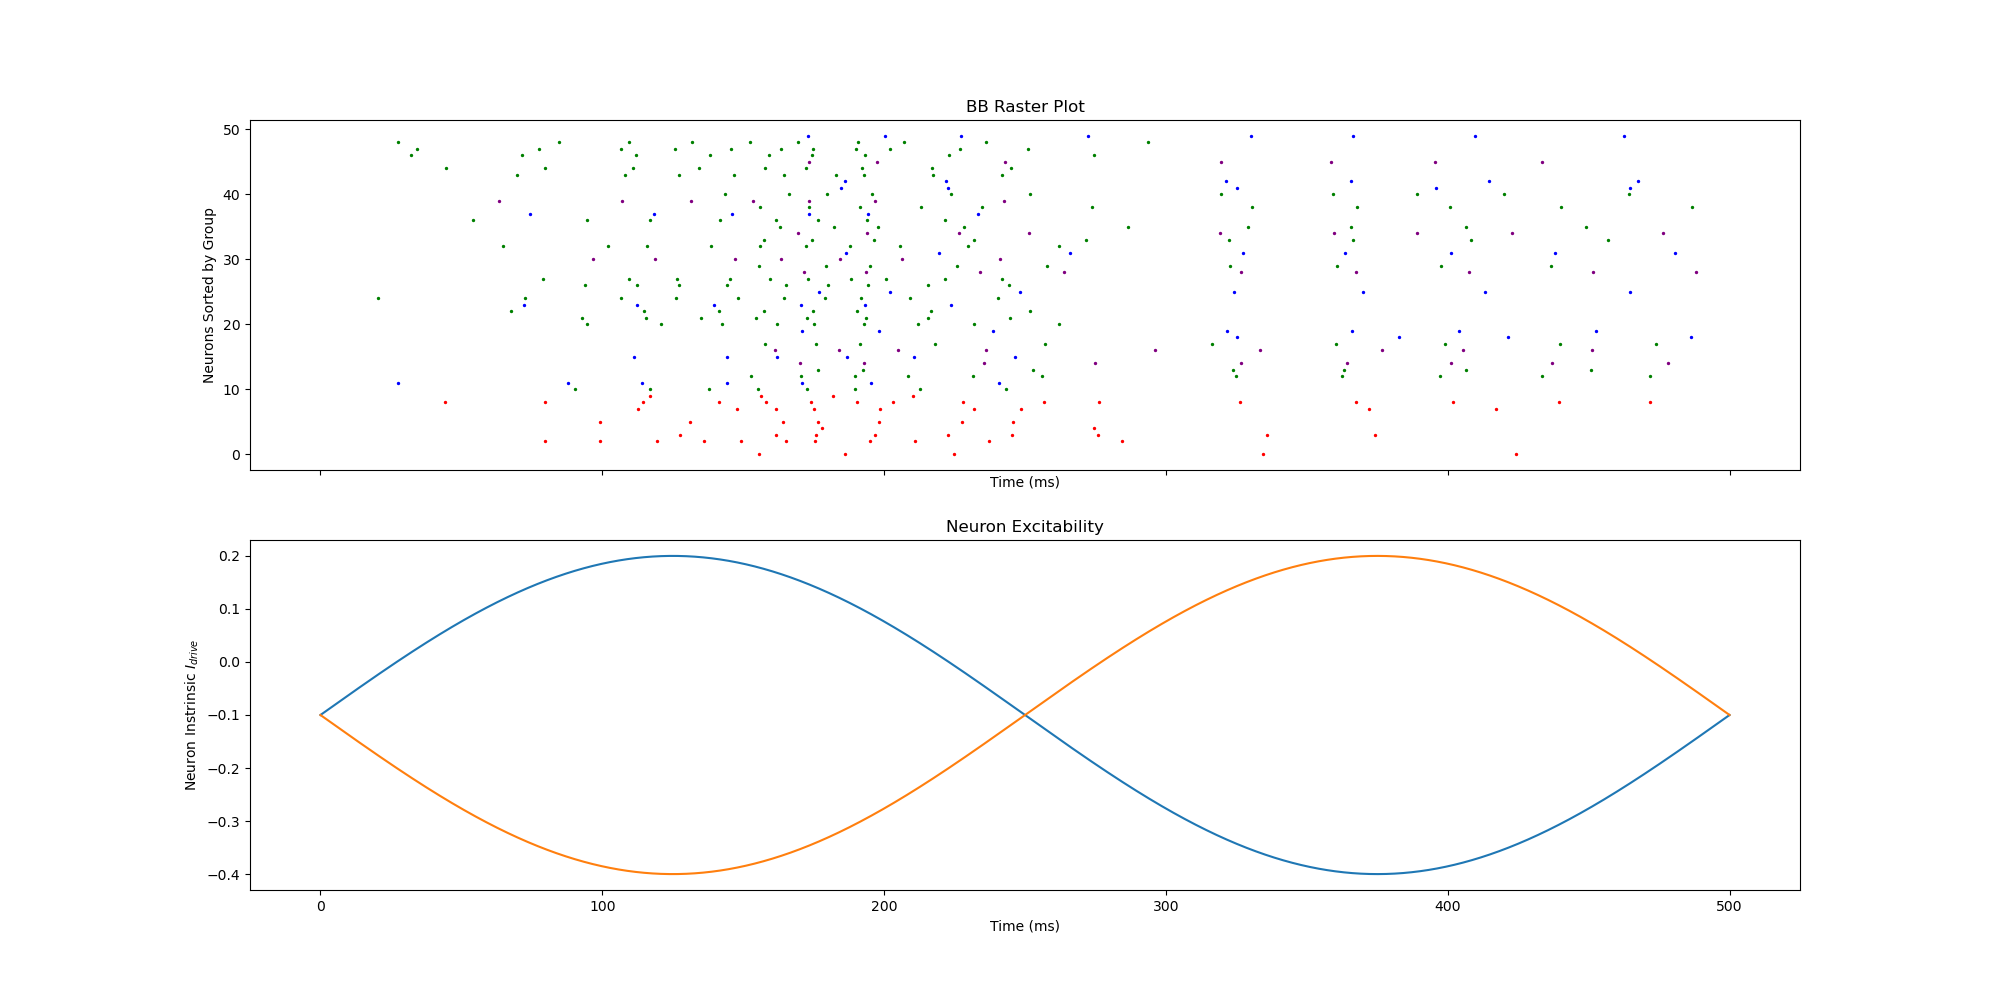 BB Raster Plot
50
40
30
20
10
0
Neurons Sorted by Group
Time (ms)
Neuron Excitability
0.2
0.1
0.0
−0.1
−0.2
−0.3
−0.4
Neuron Instrinsic I_drive
0 100 200 300 400 500
Time (ms)